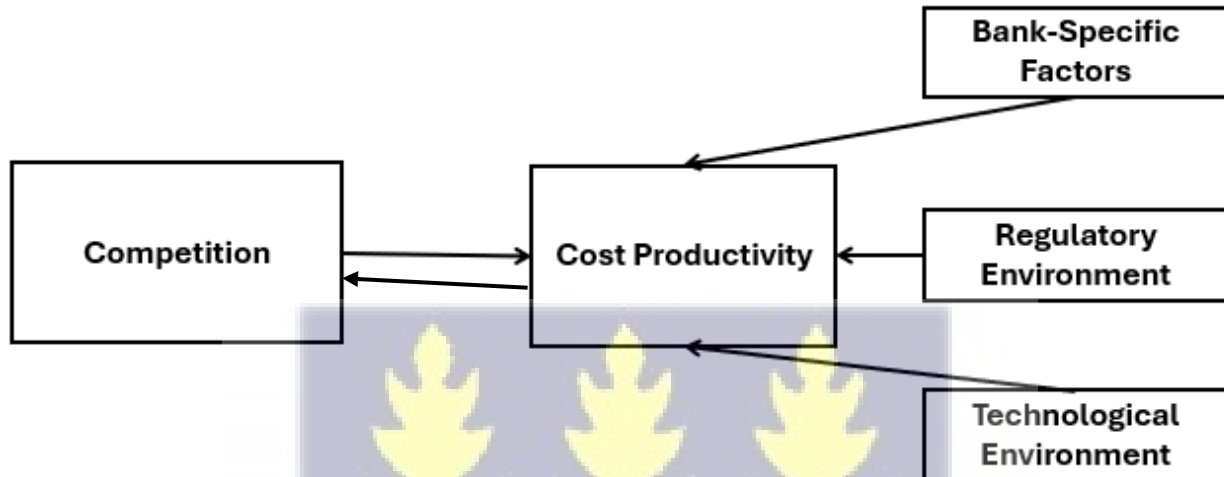 Bank-Specific
Factors
Competition
Cost Productivity
Regulatory
Environment
Technological
Environment